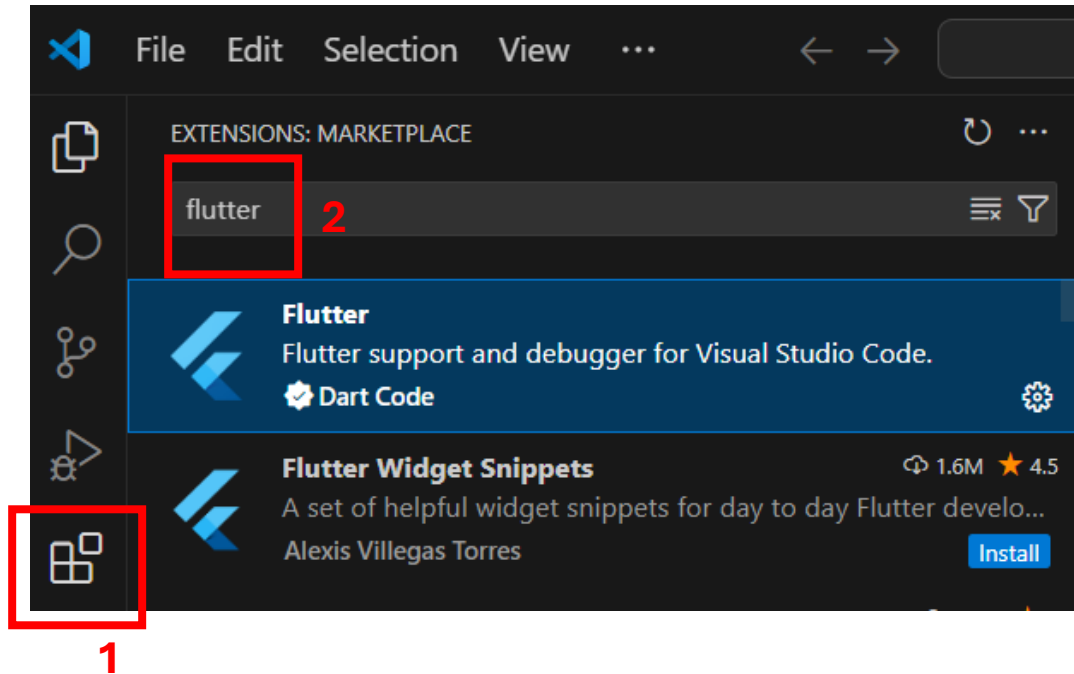 File Edit Selection View ...
EXTENSIONS: MARKETPLACE ...
flutter 2
Flutter
Flutter support and debugger for Visual Studio Code.
Dart Code
Flutter Widget Snippets 1.6M 4.5
A set of helpful widget snippets for day to day Flutter develo...
Alexis Villegas Torres Install
1